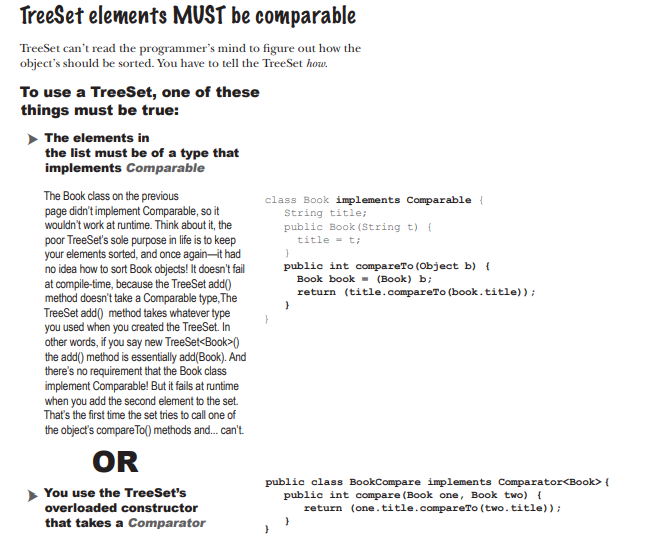 TreeSet elements MUST be comparable
TreeSet can't read the programmer's mind to figure out how the
object's should be sorted. You have to tell the TreeSet how.
To use a TreeSet, one of these
things must be true:
The elements in
the list must be of a type that
implements Comparable
The Book class on the previous
page didn't implement Comparable, so it
wouldn't work at runtime. Think about it, the
poor TreeSet's sole purpose in life is to keep
your elements sorted, and once again—it had
no idea how to sort Book objects! It doesn't fail
at compile-time, because the TreeSet add()
method doesn't take a Comparable type,The
TreeSet add() method takes whatever type
you used when you created the TreeSet. In
other words, if you say new TreeSet<Book>()
the add() method is essentially add(Book). And
there's no requirement that the Book class
implement Comparable! But it fails at runtime
when you add the second element to the set.
That's the first time the set tries to call one of
the object's compareTo() methods and... can't.
class Book implements Comparable {
String title;
public Book(String t) {
title = t;
}
public int compareTo(Object b) {
Book book = (Book) b;
return (title.compareTo(book.title));
}
}
OR
You use the TreeSet's
overloaded constructor
that takes a Comparator
public class BookCompare implements Comparator<Book> {
public int compare(Book one, Book two) {
return (one.title.compareTo(two.title));
}
}